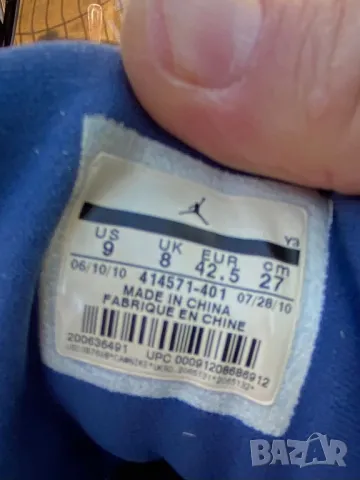 Y3
US UK EUR cm
9 8 42.5 27
06/10/10 414571-401 07/28/10
MADE IN CHINA
FABRIQUE EN CHINE
200636491 UPC 00091208686912
BAZAR
.bg